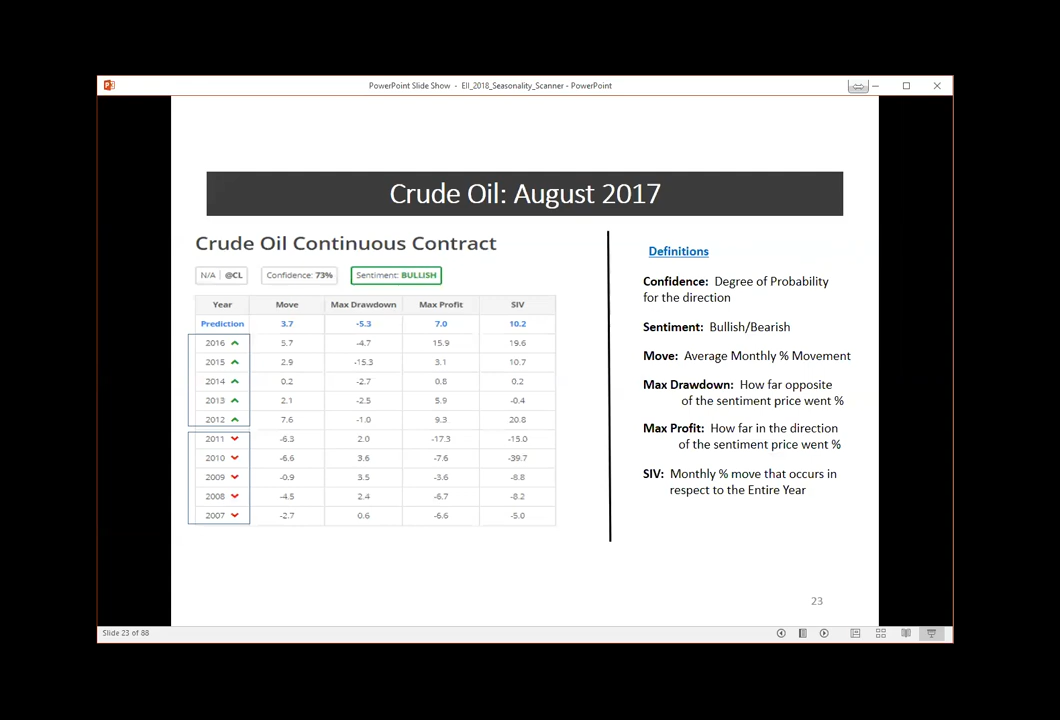 PowerPoint Slide Show - EII_2018_Seasonality_Scanner - PowerPoint
Crude Oil: August 2017
Crude Oil Continuous Contract
N/A | @CL Confidence: 73% Sentiment: BULLISH
Year Move Max Drawdown Max Profit SIV
Prediction 3.7 -5.3 7.0 10.2
2016 5.7 -4.7 15.9 19.6
2015 2.9 -15.3 3.1 10.7
2014 0.2 -2.7 0.8 0.2
2013 2.1 -2.5 5.9 -0.4
2012 7.6 -1.0 9.3 20.8
2011 -6.3 2.0 -17.3 -15.0
2010 -6.6 3.6 -7.6 -39.7
2009 -0.9 3.5 -3.6 -8.8
2008 -4.5 2.4 -6.7 -8.2
2007 -2.7 0.6 -6.6 -5.0
Definitions
Confidence: Degree of Probability
for the direction
Sentiment: Bullish/Bearish
Move: Average Monthly % Movement
Max Drawdown: How far opposite
of the sentiment price went %
Max Profit: How far in the direction
of the sentiment price went %
SIV: Monthly % move that occurs in
respect to the Entire Year
23
Slide 23 of 88